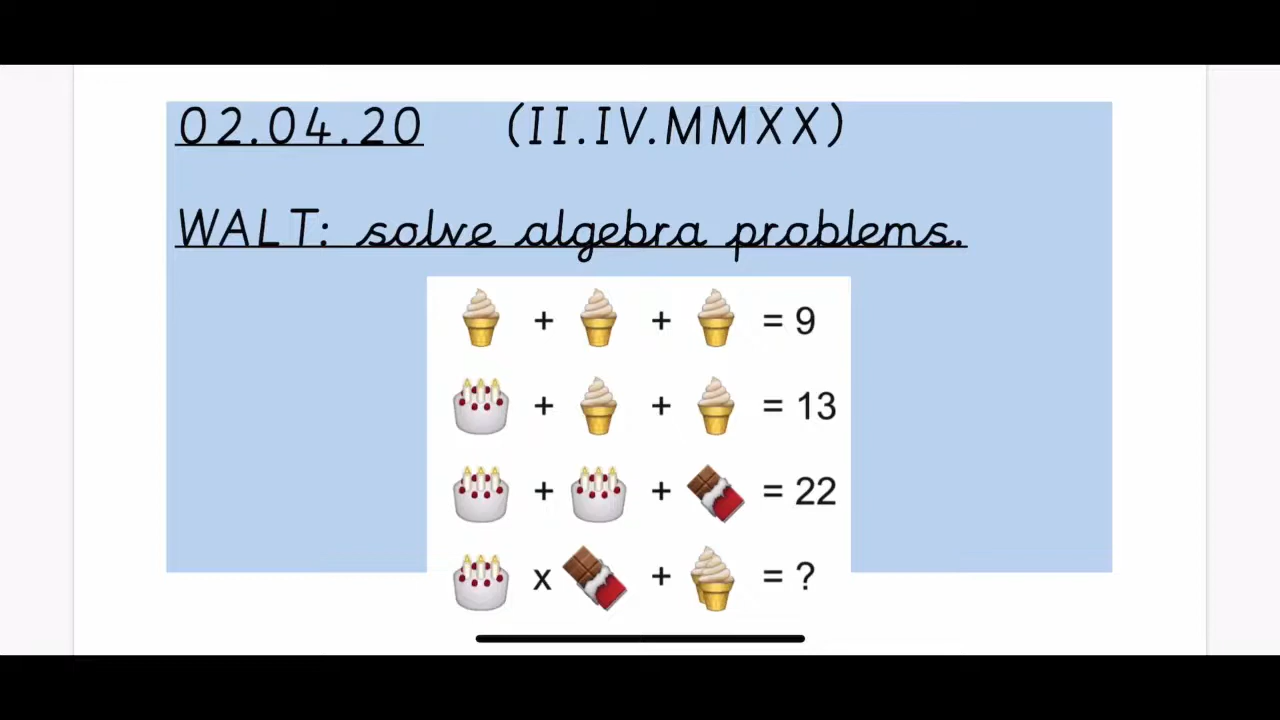 02.04.20 (II.IV.MMXX)
WALT: solve algebra problems.
+ + = 9
+ + = 13
+ + = 22
x + = ?